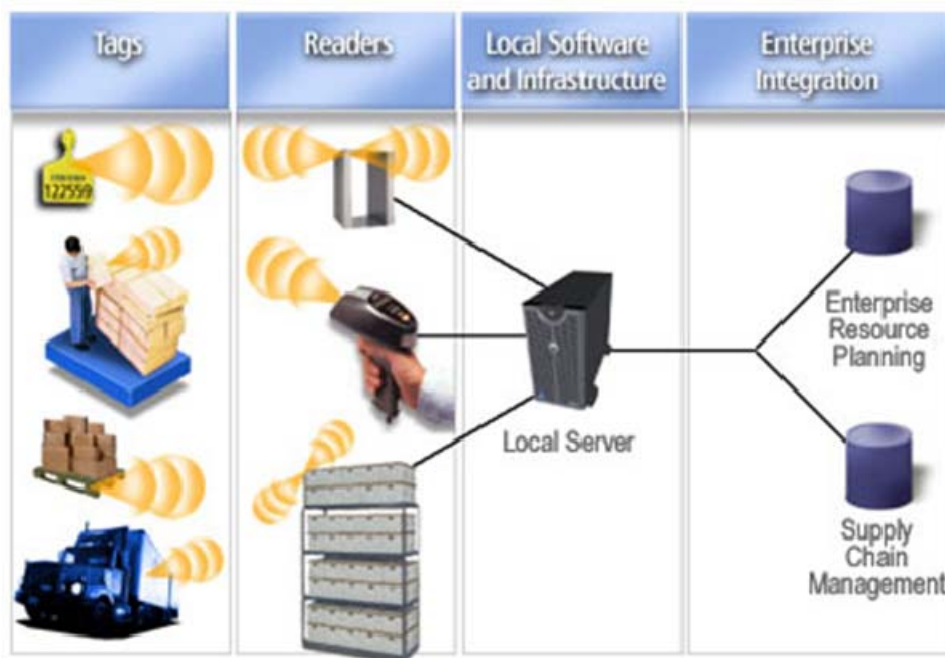 Tags
Readers
Local Software
and Infrastructure
Enterprise
Integration
122559
Local Server
Enterprise
Resource
Planning
Supply
Chain
Management